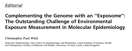 Editorial
Complementing the Genome with an "Exposome":
The Outstanding Challenge of Environmental
Exposure Measurement in Molecular Epidemiology
Christopher Paul Wild